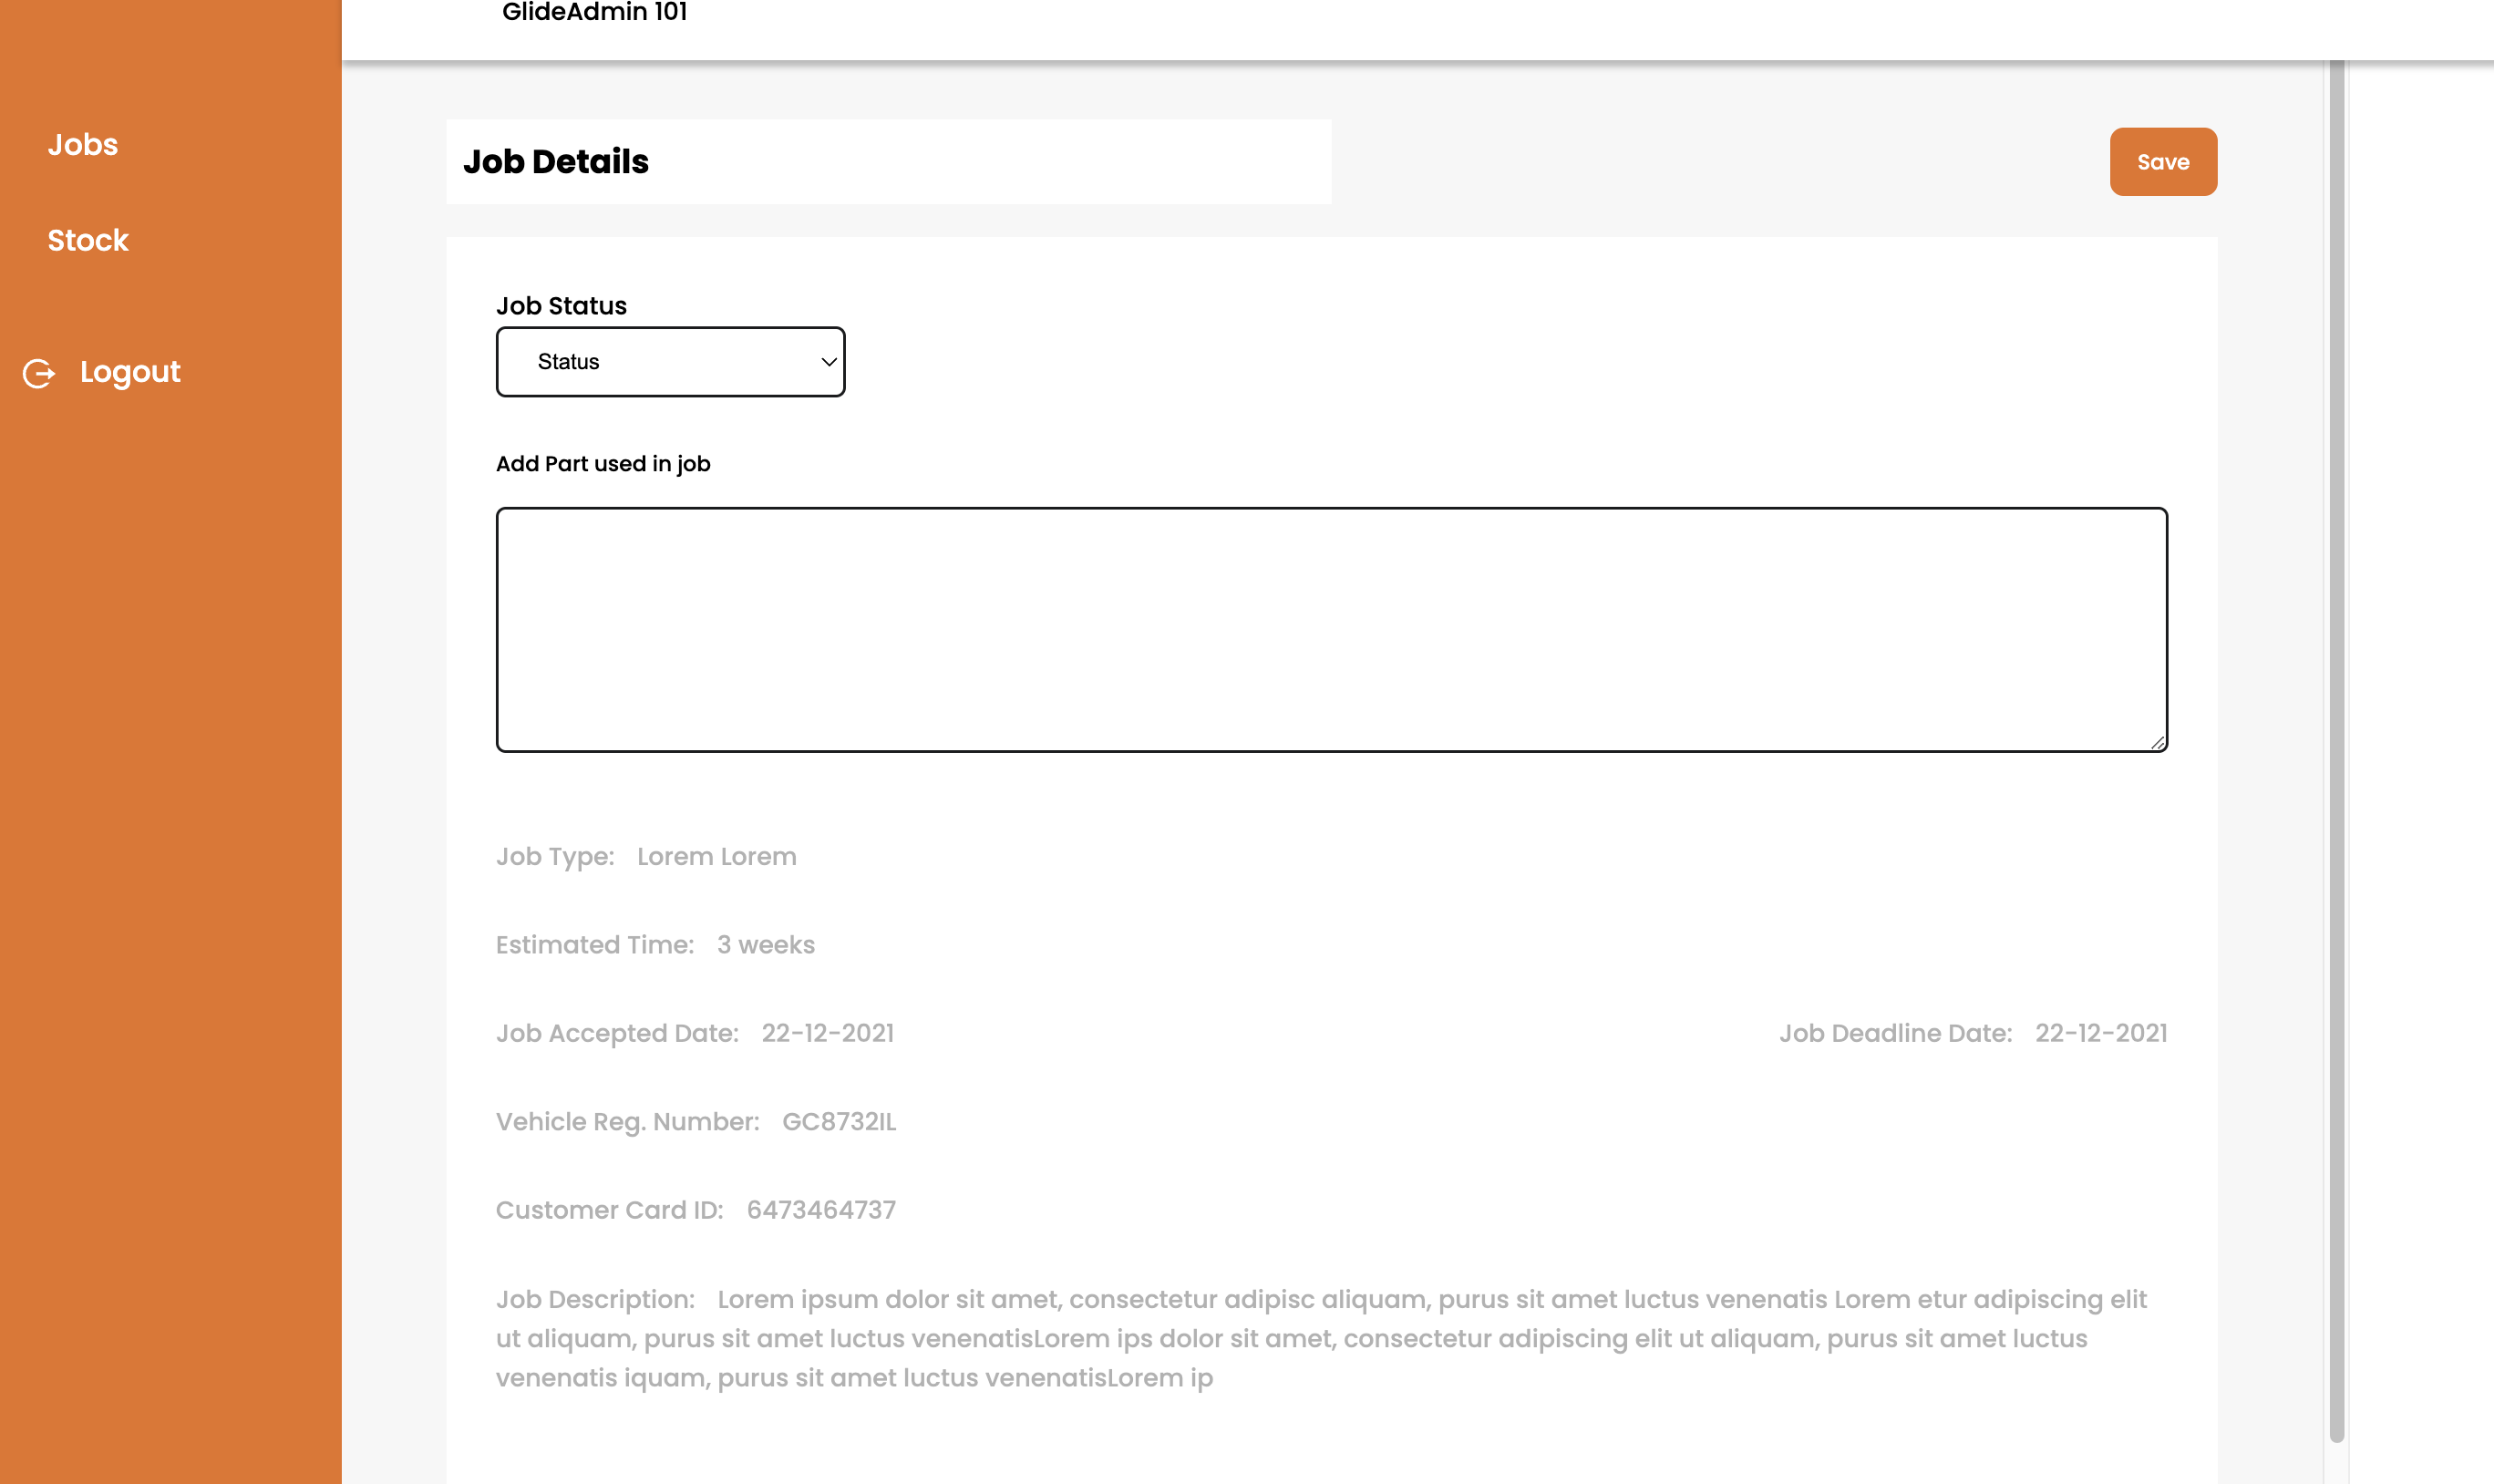 GlideAdmin 101
Jobs
Stock
Logout
Job Details
Save
Job Status
Status
Add Part used in job
Job Type: Lorem Lorem
Estimated Time: 3 weeks
Job Accepted Date: 22-12-2021
Job Deadline Date: 22-12-2021
Vehicle Reg. Number: GC8732IL
Customer Card ID: 6473464737
Job Description: Lorem ipsum dolor sit amet, consectetur adipisc aliquam, purus sit amet luctus venenatis Lorem etur adipiscing elit
ut aliquam, purus sit amet luctus venenatisLorem ips dolor sit amet, consectetur adipiscing elit ut aliquam, purus sit amet luctus
venenatis iquam, purus sit amet luctus venenatisLorem ip